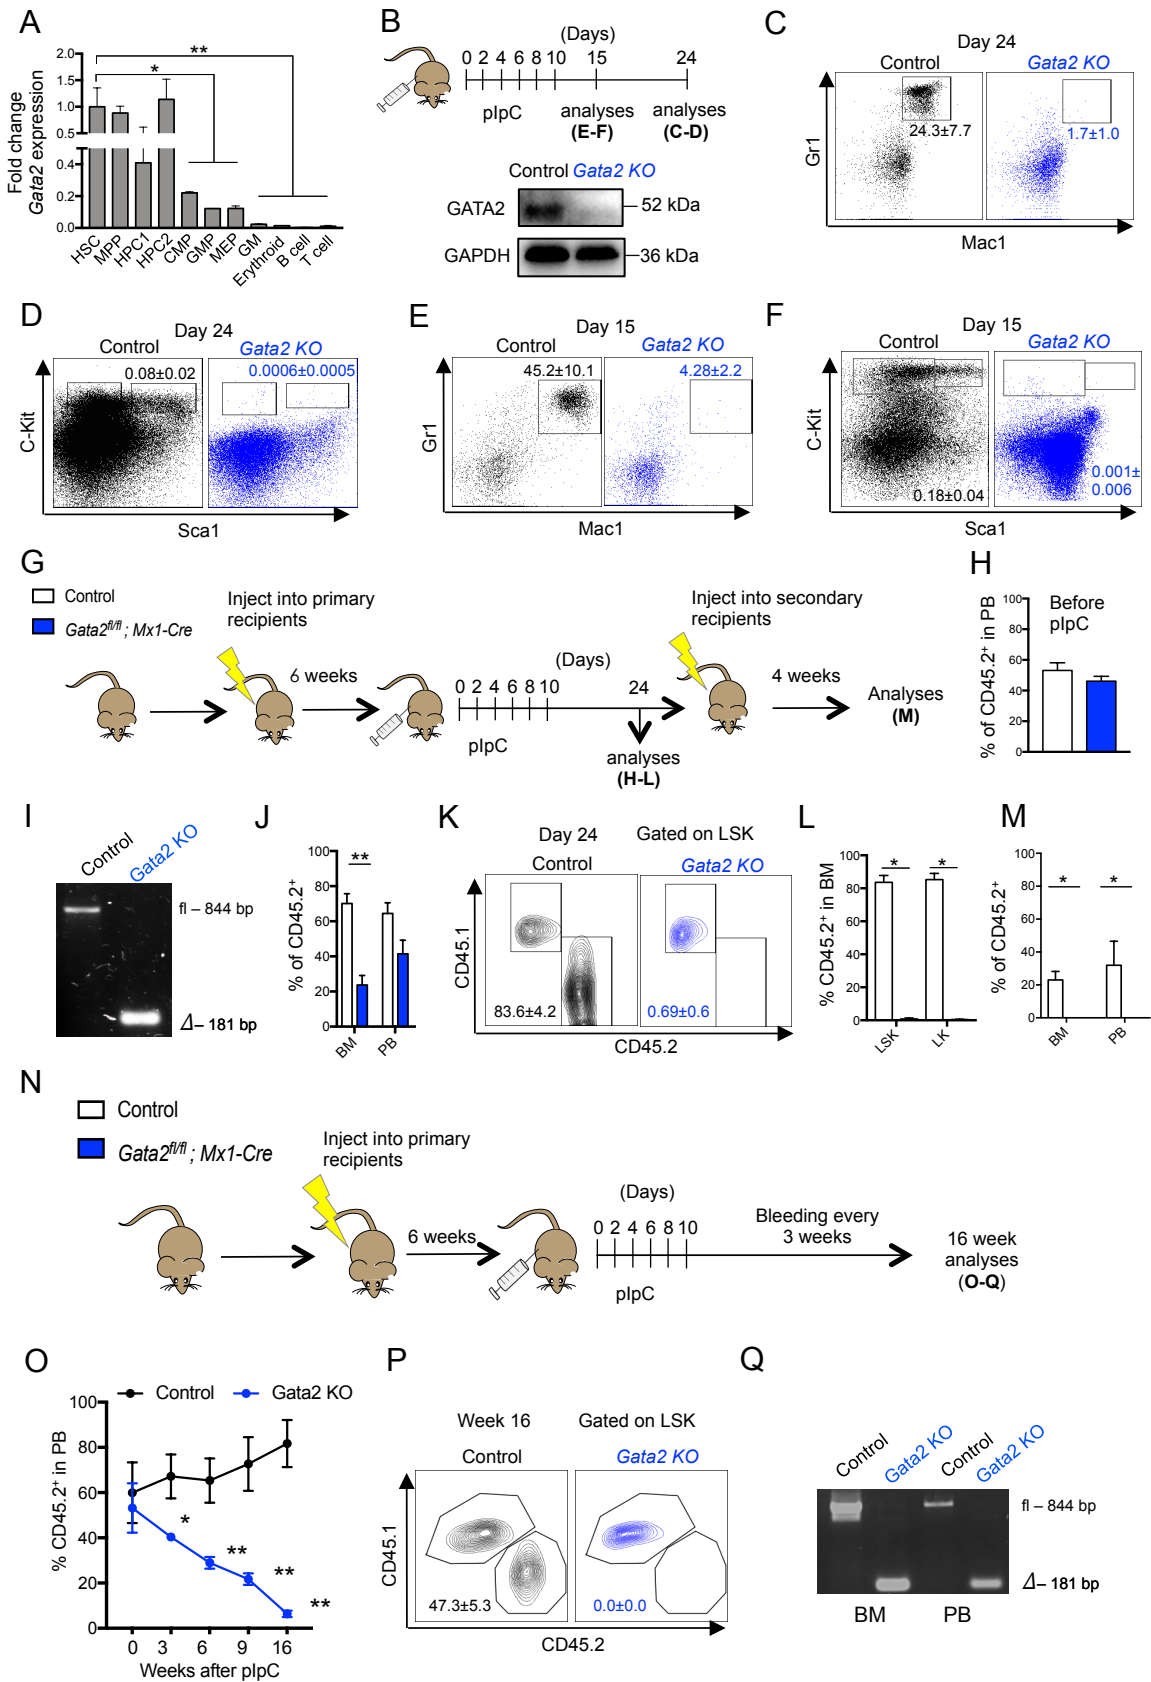 A
Fold change
Gata2 expression
2.0
1.5
1.0
0.5
0.4
0.2
0.0
*
**
HSC
MPP
HPC1
HPC2
CMP
GMP
MEP
GM
Erythroid
B cell
T cell
B
(Days)
0 2 4 6 8 10 15 24
pIpC
analyses
(E-F)
analyses
(C-D)
Control Gata2 KO
GATA2
52 kDa
GAPDH
36 kDa
C
Day 24
Control
Gata2 KO
24.3±7.7
1.7±1.0
Gr1
Mac1
D
Day 24
Control
Gata2 KO
0.08±0.02
0.0006±0.0005
C-Kit
Sca1
E
Day 15
Control
Gata2 KO
45.2±10.1
4.28±2.2
Gr1
Mac1
F
Day 15
Control
Gata2 KO
0.18±0.04
0.001±
0.006
C-Kit
Sca1
G
Control
Gata2fl/fl ; Mx1-Cre
Inject into primary
recipients
6 weeks
(Days)
0 2 4 6 8 10 24
pIpC
analyses
(H-L)
Inject into secondary
recipients
4 weeks
Analyses
(M)
H
% of CD45.2+ in PB
100
80
60
40
20
0
Before
pIpC
I
Control
Gata2 KO
fl – 844 bp
Δ – 181 bp
J
% of CD45.2+
100
80
60
40
20
0
**
BM
PB
K
Day 24
Gated on LSK
Control
Gata2 KO
83.6±4.2
0.69±0.6
CD45.1
CD45.2
L
% CD45.2+ in BM
100
80
60
40
20
0
*
*
LSK
LK
M
% of CD45.2+
100
80
60
40
20
0
*
*
BM
PB
N
Control
Gata2fl/fl ; Mx1-Cre
Inject into primary
recipients
6 weeks
(Days)
0 2 4 6 8 10
pIpC
Bleeding every
3 weeks
16 week
analyses
(O-Q)
O
Control
Gata2 KO
% CD45.2+ in PB
100
80
60
40
20
0
*
**
**
**
0 3 6 9 16
Weeks after pIpC
P
Week 16
Gated on LSK
Control
Gata2 KO
47.3±5.3
0.0±0.0
CD45.1
CD45.2
Q
Control
Gata2 KO
Control
Gata2 KO
fl – 844 bp
Δ – 181 bp
BM
PB